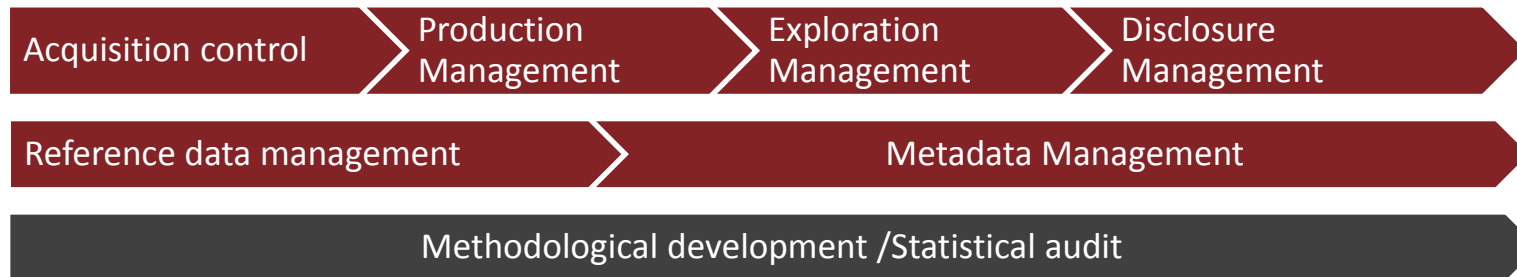 Acquisition control
Production
Management
Exploration
Management
Disclosure
Management
Reference data management
Metadata Management
Methodological development /Statistical audit